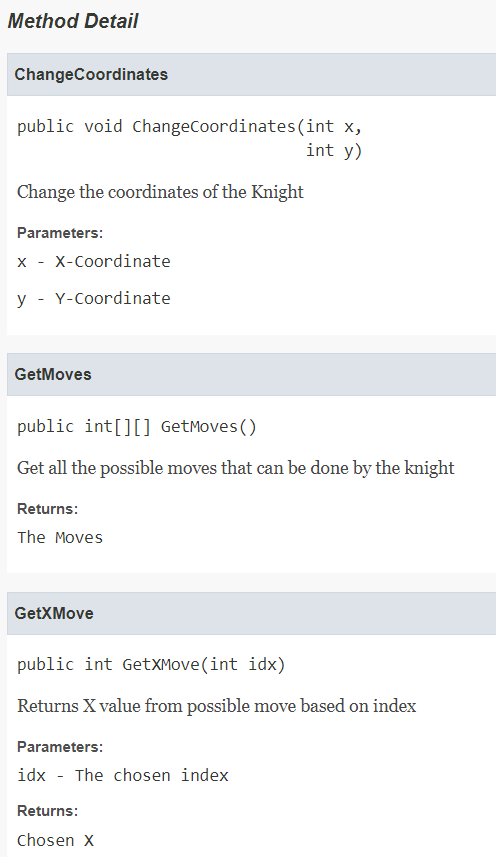 Method Detail
ChangeCoordinates
public void ChangeCoordinates(int x,
int y)
Change the coordinates of the Knight
Parameters:
x - X-Coordinate
y - Y-Coordinate
GetMoves
public int[][] GetMoves()
Get all the possible moves that can be done by the knight
Returns:
The Moves
GetXMove
public int GetXMove(int idx)
Returns X value from possible move based on index
Parameters:
idx - The chosen index
Returns:
Chosen X